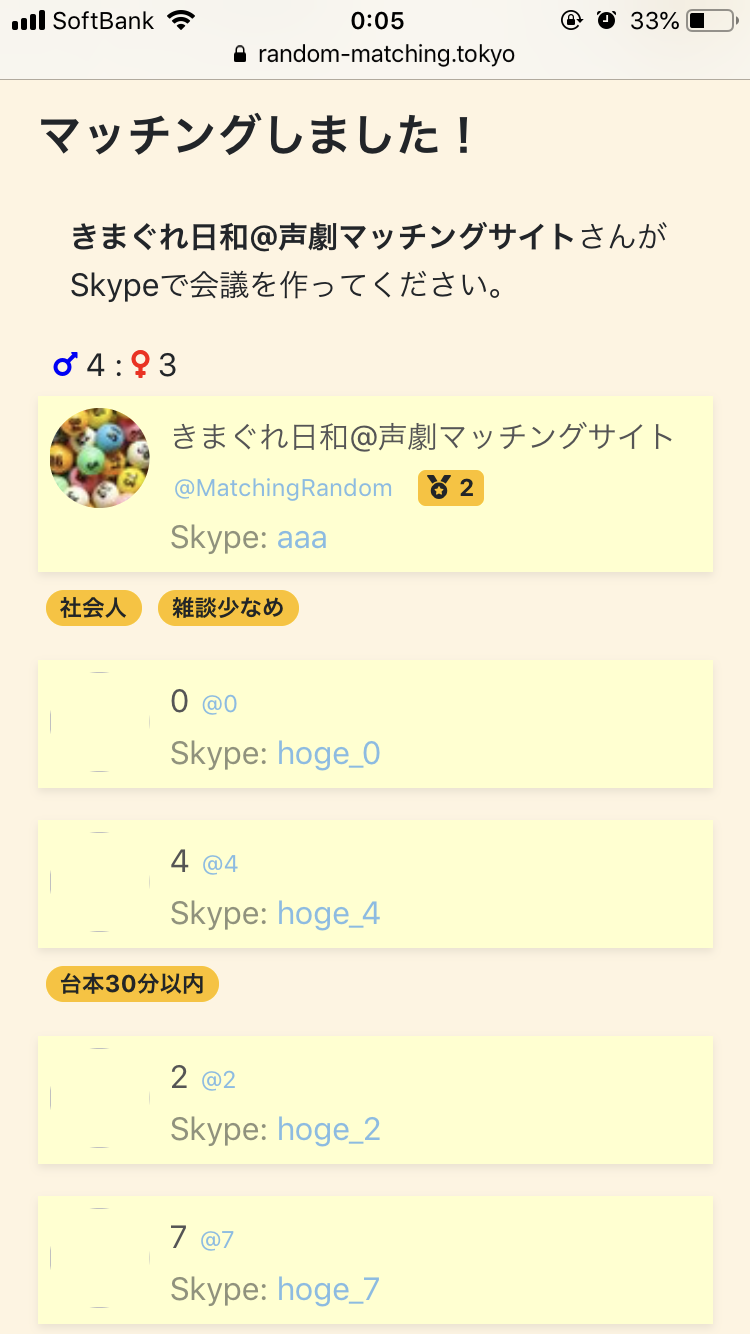 SoftBank 0:05 33%
random-matching.tokyo
マッチングしました！
きまぐれ日和@声劇マッチングサイトさんが
Skypeで会議を作ってください。
♂ 4 : ♀ 3
きまぐれ日和@声劇マッチングサイト
@MatchingRandom 2
Skype: aaa
社会人 雑談少なめ
0 @0
Skype: hoge_0
4 @4
Skype: hoge_4
台本30分以内
2 @2
Skype: hoge_2
7 @7
Skype: hoge_7